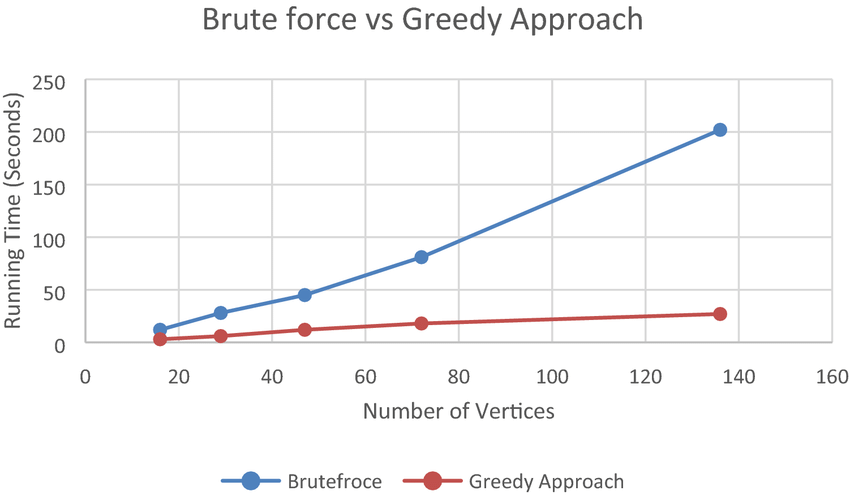 Brute force vs Greedy Approach
250
200
150
100
50
0
Running Time (Seconds)
0 20 40 60 80 100 120 140 160
Number of Vertices
Brutefroce Greedy Approach